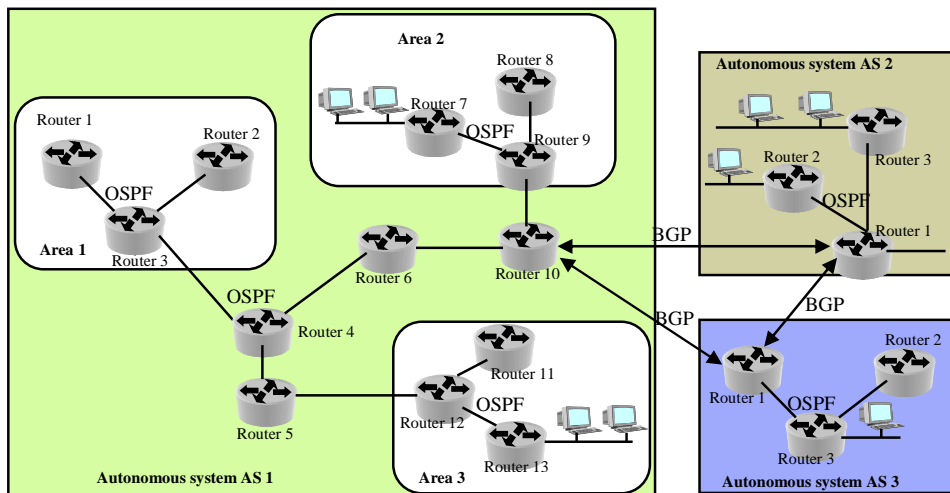 Area 2
Router 8
Router 7
OSPF
Router 9
Router 1
Router 2
OSPF
Area 1
Router 3
Router 6
Router 10
OSPF
Router 4
Router 5
Router 11
Router 12
OSPF
Router 13
Area 3
Autonomous system AS 1
BGP
BGP
BGP
Autonomous system AS 2
Router 3
Router 2
OSPF
Router 1
Router 2
Router 1
OSPF
Router 3
Autonomous system AS 3